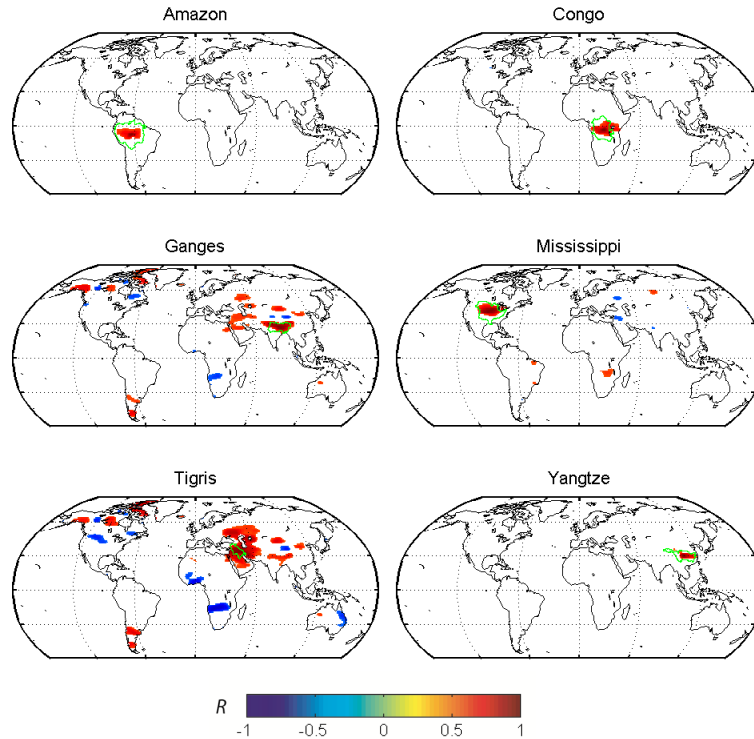 Amazon
Congo
Ganges
Mississippi
Tigris
Yangtze
R
-1
-0.5
0
0.5
1